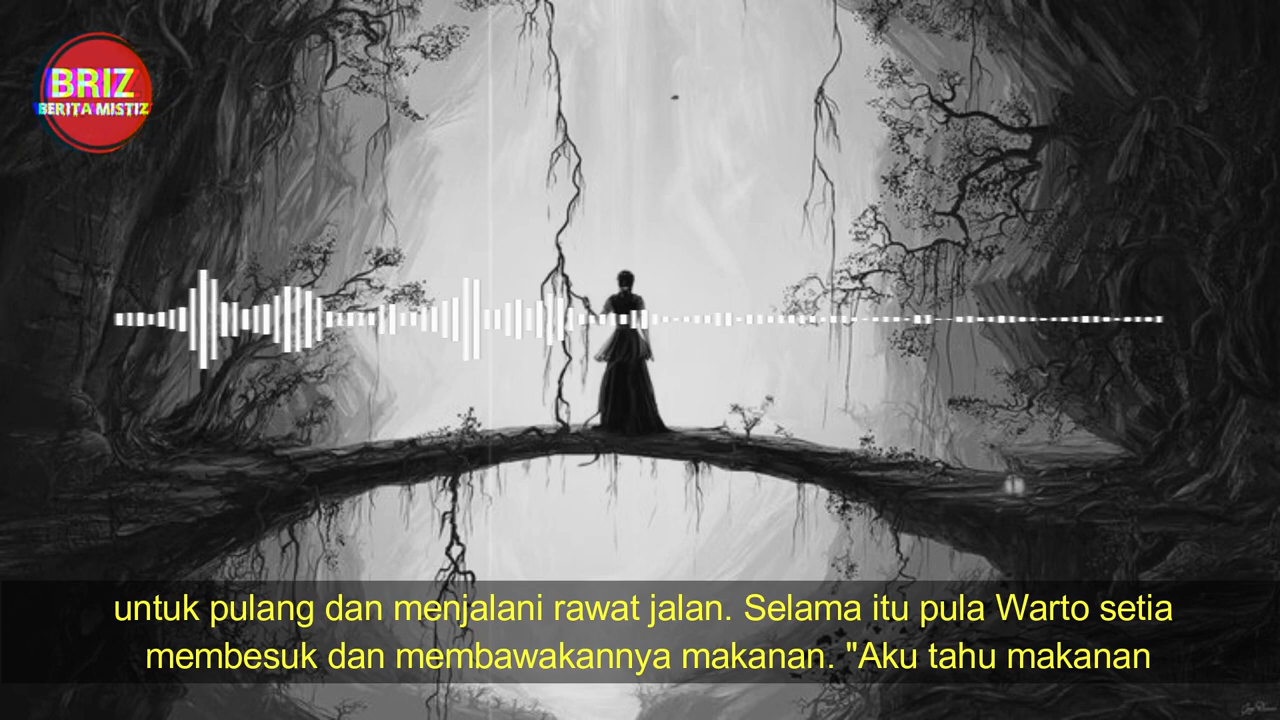 BRIZ
BERITA MISTIZ
untuk pulang dan menjalani rawat jalan. Selama itu pula Warto setia
membesuk dan membawakannya makanan. "Aku tahu makanan